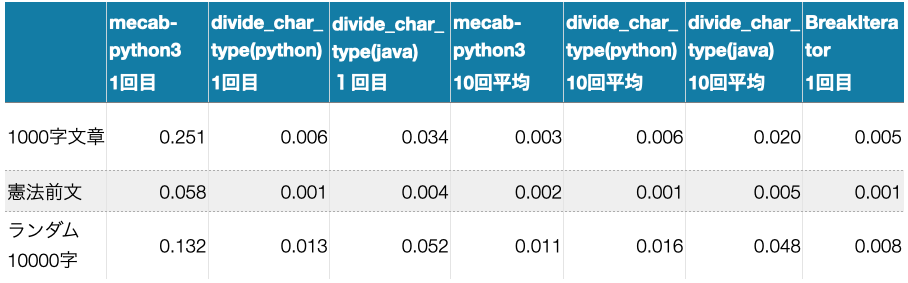 mecab-python3 1回目 divide_char_type(python) 1回目 divide_char_type(java) １回目 mecab-python3 10回平均 divide_char_type(python) 10回平均 divide_char_type(java) 10回平均 BreakIterator 1回目
1000字文章 0.251 0.006 0.034 0.003 0.006 0.020 0.005
憲法前文 0.058 0.001 0.004 0.002 0.001 0.005 0.001
ランダム10000字 0.132 0.013 0.052 0.011 0.016 0.048 0.008